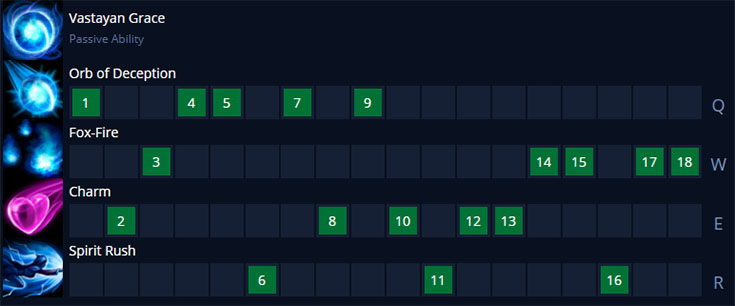 Vastayan Grace
Passive Ability
Orb of Deception
1 4 5 7 9 Q
Fox-Fire
3 14 15 17 18 W
Charm
2 8 10 12 13 E
Spirit Rush
6 11 16 R